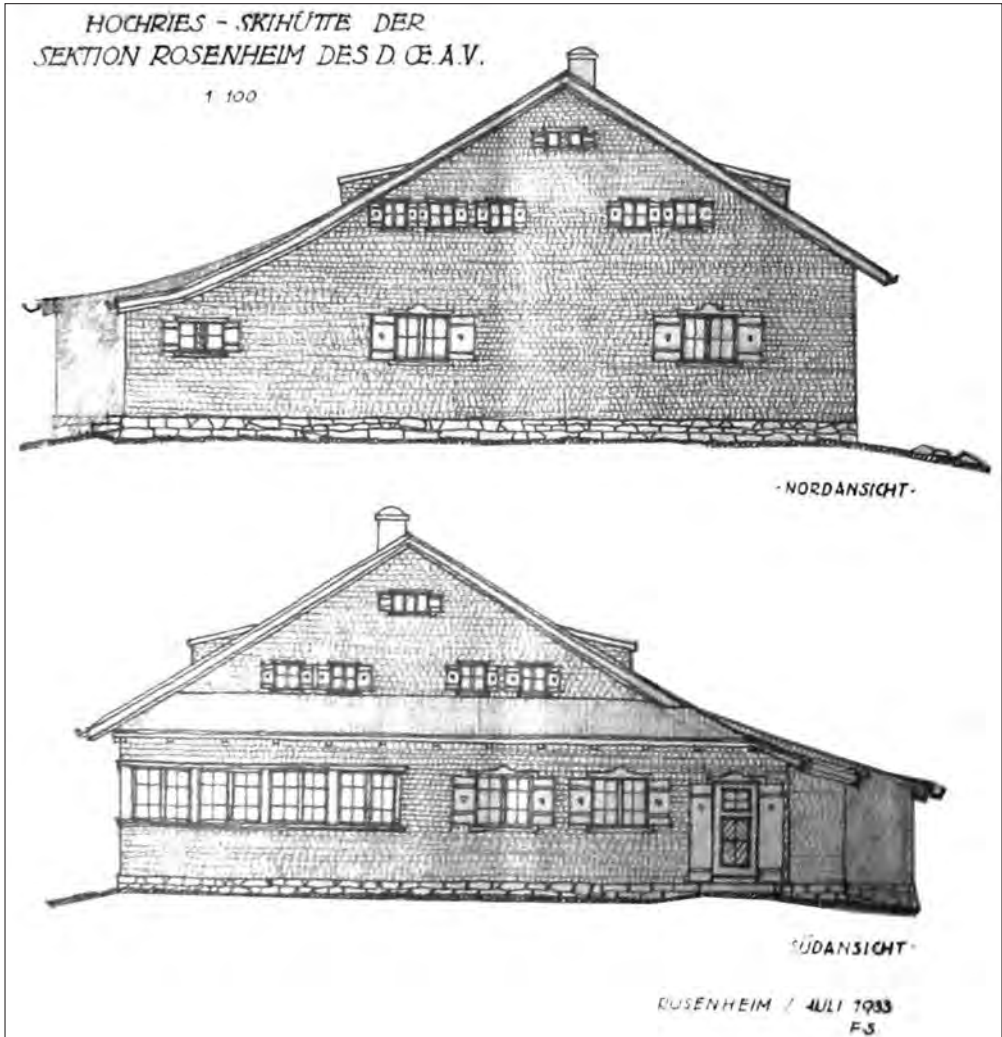 HOCHRIES - SKIHÜTTE DER
SEKTION ROSENHEIM DES D. Œ. A.V.
1 100
- NORDANSICHT -
SÜDANSICHT -
ROSENHEIM / JULI 1933
F.S.